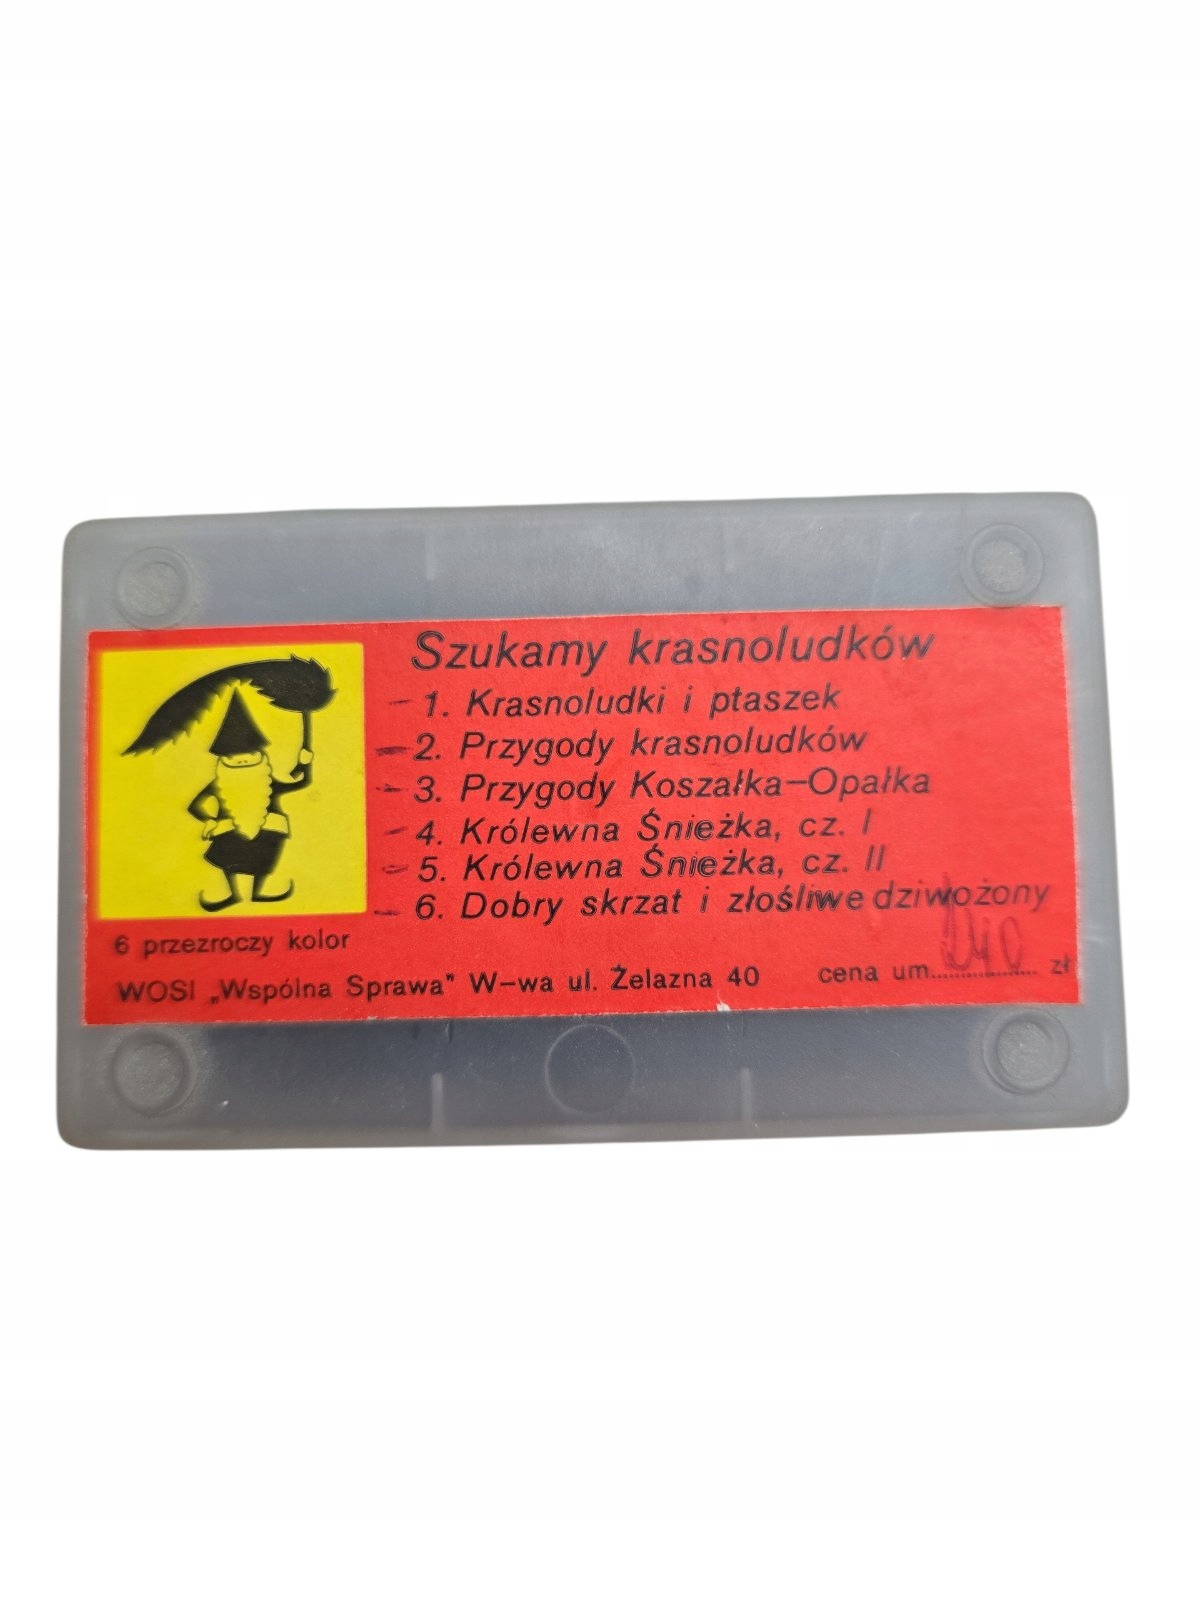 Szukamy krasnoludków
1. Krasnoludki i ptaszek
2. Przygody krasnoludków
3. Przygody Koszałka-Opałka
4. Królewna Śnieżka, cz. I
5. Królewna Śnieżka, cz. II
6. Dobry skrzat i złośliwe dziwożony
6 przezroczy kolor
WOSI „Wspólna Sprawa" W-wa ul. Żelazna 40 cena um. zł